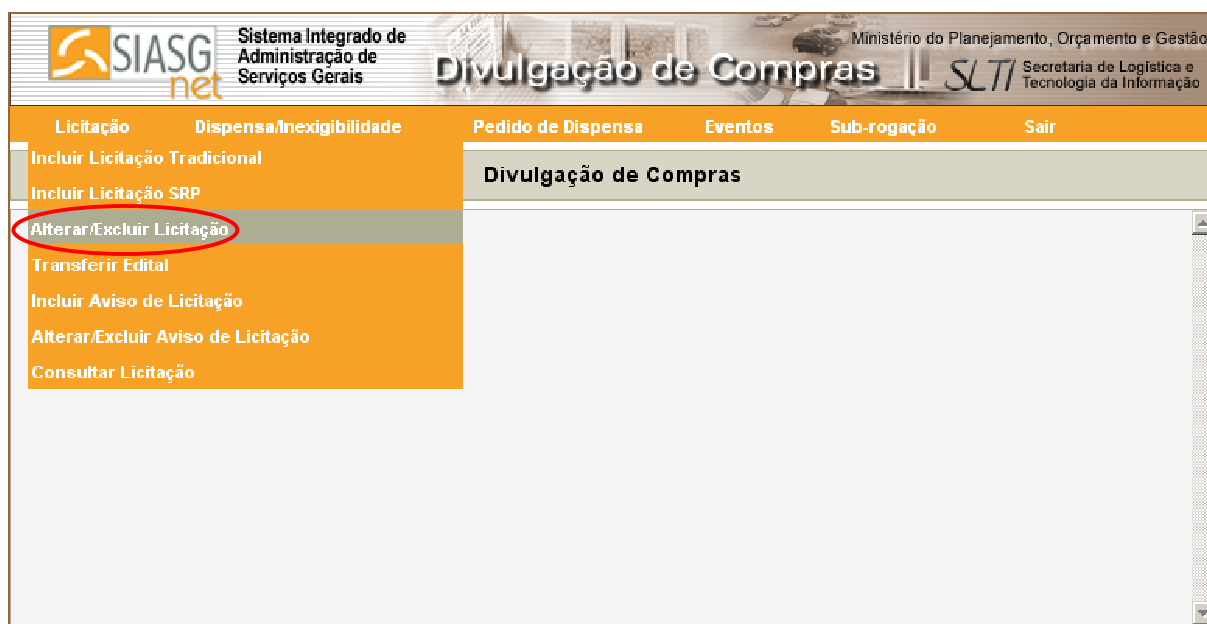 SIASG
net
Sistema Integrado de
Administração de
Serviços Gerais
Divulgação de Compras
Ministério do Planejamento, Orçamento e Gestão
SLTI
Secretaria de Logística e
Tecnologia da Informação
Licitação Dispensa/Inexigibilidade Pedido de Dispensa Eventos Sub-rogação Sair
Incluir Licitação Tradicional
Divulgação de Compras
Incluir Licitação SRP
Alterar/Excluir Licitação
Transferir Edital
Incluir Aviso de Licitação
Alterar/Excluir Aviso de Licitação
Consultar Licitação